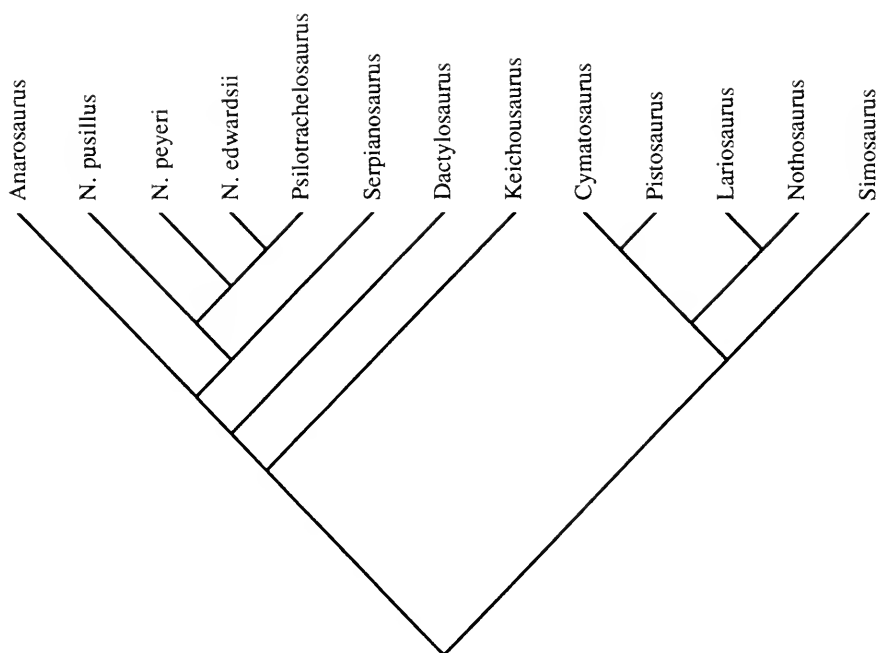 Anarosaurus
N. pusillus
N. peyeri
N. edwardsii
Psilotrachelosaurus
Serpianosaurus
Dactylosaurus
Keichousaurus
Cymatosaurus
Pistosaurus
Lariosaurus
Nothosaurus
Simosaurus